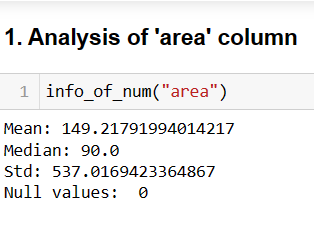 1. Analysis of 'area' column
1 info_of_num("area")
Mean: 149.21791994014217
Median: 90.0
Std: 537.0169423364867
Null values:  0